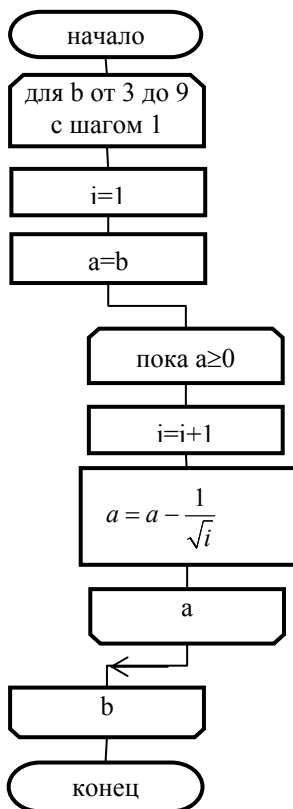 начало
для b от 3 до 9
с шагом 1
i=1
a=b
пока a≥0
i=i+1
a = a − 1/√i
a
b
конец